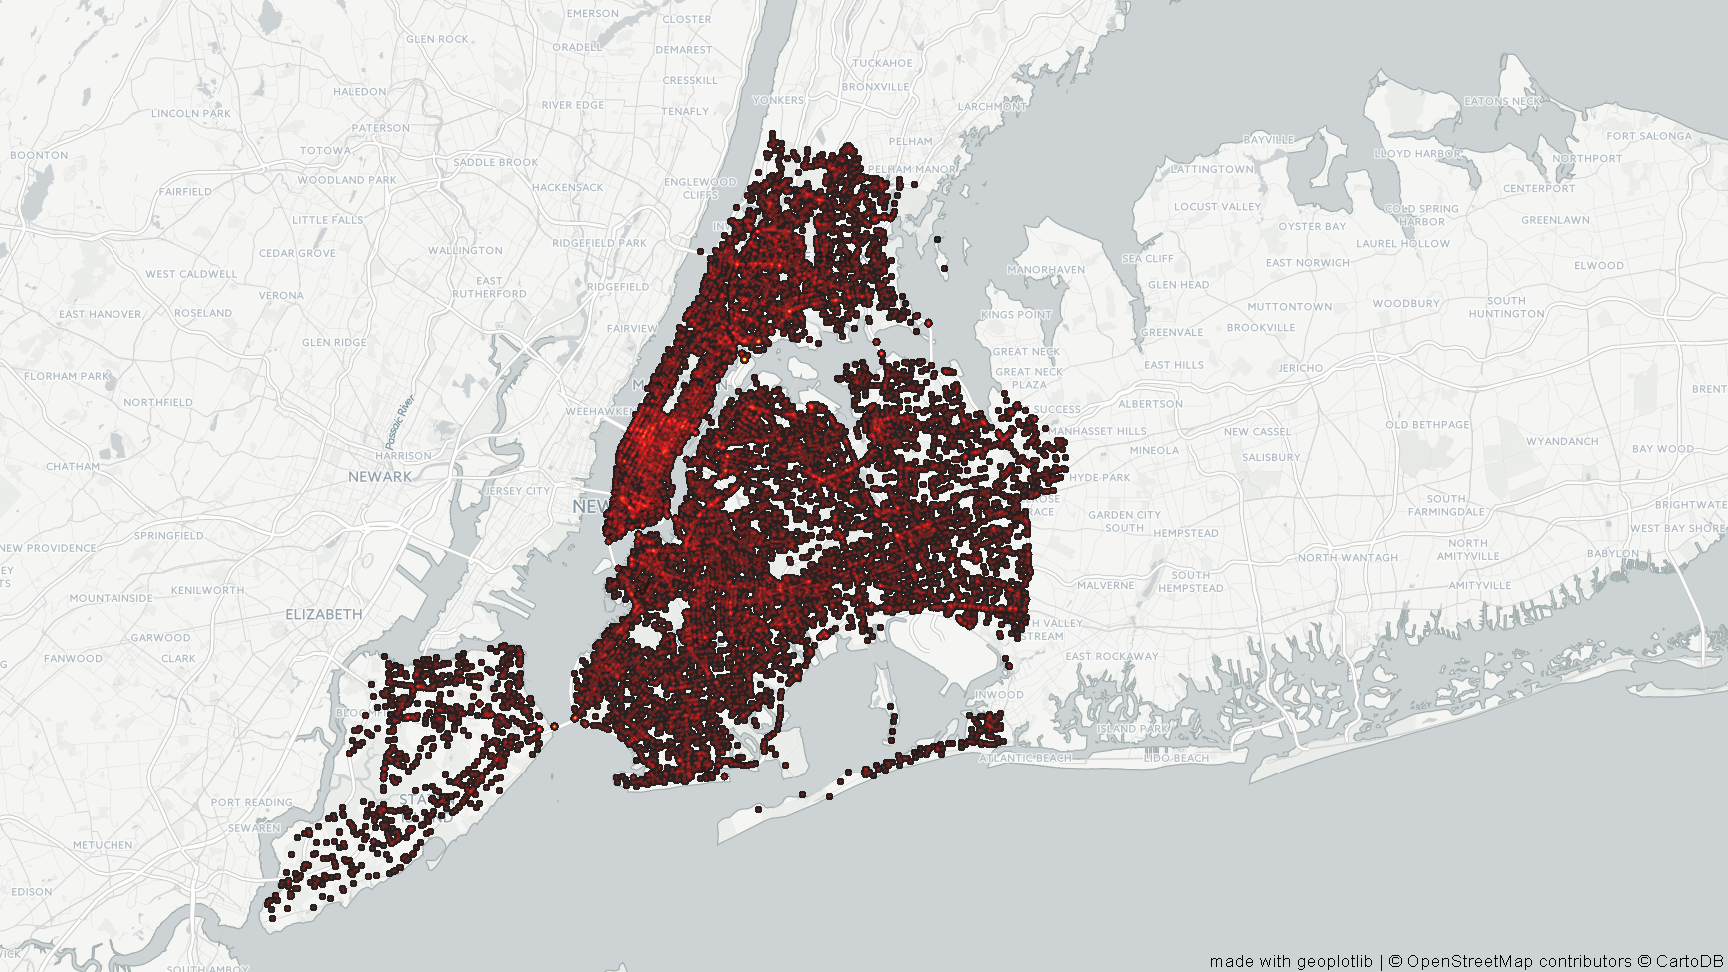 EMERSON
CLOSTER
GLEN ROCK
ORADELL
DEMAREST
TUCKAHOE
CRESSKILL
BRONXVILLE
HALEDON
YONKERS
EATONS NECK
RIVER EDGE
TENAFLY
LARCHMONT
LINCOLN PARK
PATERSON
FORT SALONGA
BAYVILLE
PELHAM
BOONTON
TOTOWA
SADDLE BROOK
LLOYD HARBOR
NORTHPORT
PELHAM MANOR
LATTINGTOWN
WOODLAND PARK
ENGLEWOOD
CLIFFS
HACKENSACK
CENTERPORT
FAIRFIELD
LOCUST VALLEY
COLD SPRING
HARBOR
LITTLE FALLS
GREENLAWN
OYSTER BAY
RIDGEFIELD PARK
LAUREL HOLLOW
WALLINGTON
CEDAR GROVE
SEA CLIFF
EAST NORWICH
ELWOOD
MANORHAVEN
WEST CALDWELL
EAST
RUTHERFORD
RIDGEFIELD
GLEN HEAD
VERONA
MUTTONTOWN
WOODBURY
SOUTH
HUNTINGTON
EAST HANOVER
ROSELAND
KINGS POINT
FAIRVIEW
BROOKVILLE
GREENVALE
GLEN RIDGE
GREAT NECK
EAST HILLS
JERICHO
FLORHAM PARK
GREAT NECK
PLAZA
BRENT
NORTHFIELD
ALBERTSON
Passaic River
WEEHAWKE
SUCCESS
OLD BETHPAGE
MANHASSET HILLS
NEW CASSEL
WYANDANCH
MINEOLA
BAY WOOD
HARRISON
SALISBURY
CHATHAM
NEWARK
HYDE PARK
JERSEY CITY
NEW
SOUTH
FARMINGDALE
BRIGHTWATE
GARDEN CITY
SOUTH
WEST BAY SHORE
HEMPSTEAD
SPRINGFIELD
NEW PROVIDENCE
NORTH
AMITYVILLE
BABYLON
NORTH WANTAGH
MALVERNE
SOUTH
HEMPSTEAD
AMITYVILLE
KENILWORTH
MOUNTAINSIDE
ELIZABETH
H VALLEY
STREAM
GARWOOD
FANWOOD
CLARK
EAST ROCKAWAY
INWOOD
ISLAND PARK
ATLANTIC BEACH
LIDO BEACH
PORT READING
SEWAREN
METUCHEN
EDISON
SOUTH AMBOY
made with geoplotlib | © OpenStreetMap contributors © CartoDB